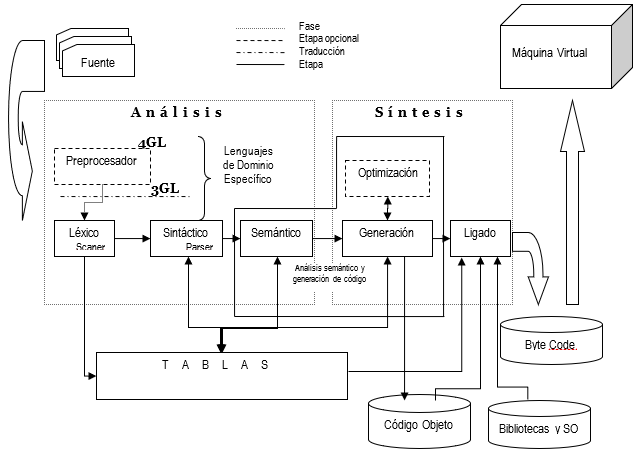 Fase
Etapa opcional
Traducción
Etapa
Fuente
Máquina Virtual
Análisis
Síntesis
4GL
Preprocesador
3GL
Lenguajes
de Dominio
Específico
Optimización
Léxico
Scaner
Sintáctico
Parser
Semántico
Generación
Ligado
Análisis semántico y
generación de código
Byte Code.
TABLAS
Código Objeto
Bibliotecas y SO